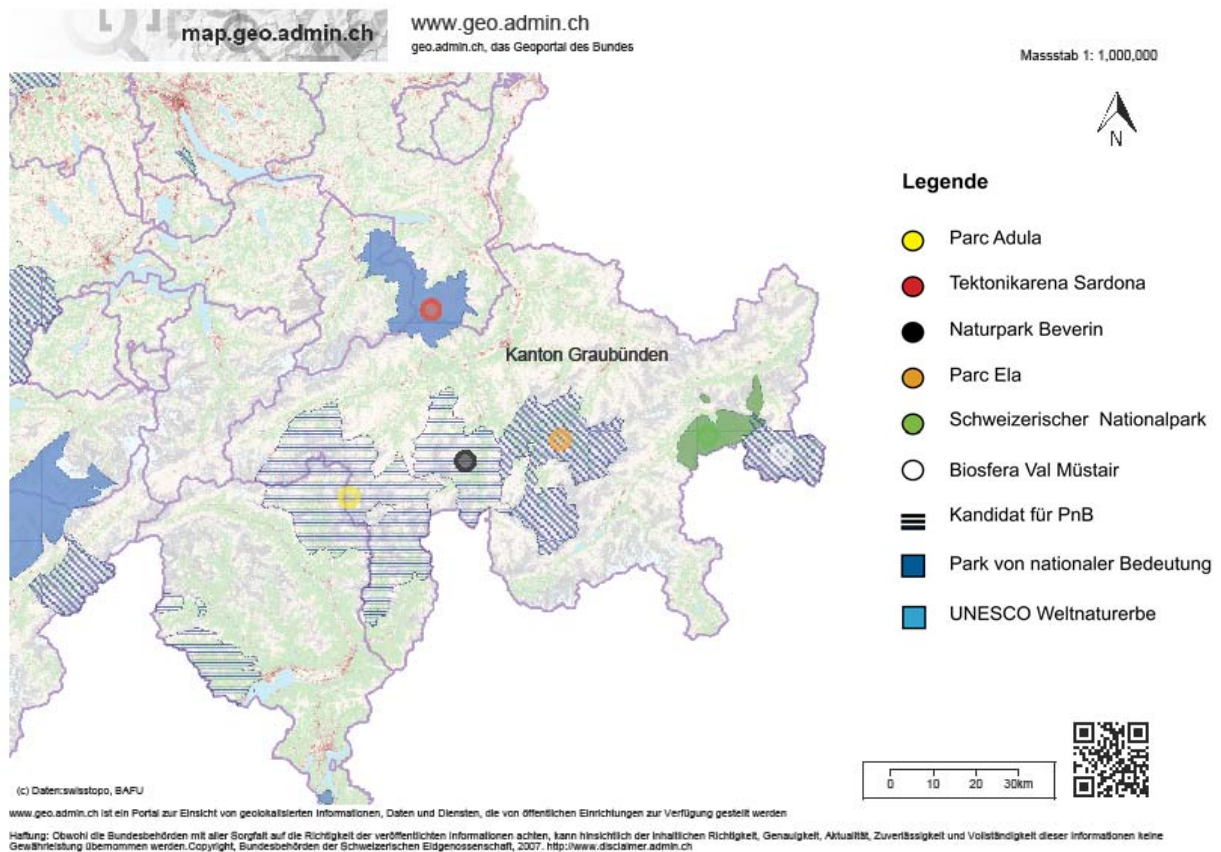 map.geo.admin.ch
www.geo.admin.ch
geo.admin.ch, das Geoportal des Bundes
Massstab 1: 1,000,000
N
Legende
Parc Adula
Tektonikarena Sardona
Naturpark Beverin
Parc Ela
Schweizerischer Nationalpark
Biosfera Val Müstair
Kandidat für PnB
Park von nationaler Bedeutung
UNESCO Weltnaturerbe
Kanton Graubünden
0 10 20 30km
(c) Daten:swisstopo, BAFU
www.geo.admin.ch ist ein Portal zur Einsicht von geolokalisierten Informationen, Daten und Diensten, die von öffentlichen Einrichtungen zur Verfügung gestellt werden
Haftung: Obwohl die Bundesbehörden mit aller Sorgfalt auf die Richtigkeit der veröffentlichten Informationen achten, kann hinsichtlich der inhaltlichen Richtigkeit, Genauigkeit, Aktualität, Zuverlässigkeit und Vollständigkeit dieser Informationen keine
Gewährleistung übernommen werden.Copyright, Bundesbehörden der Schweizerischen Eidgenossenschaft, 2007. http://www.disclaimer.admin.ch